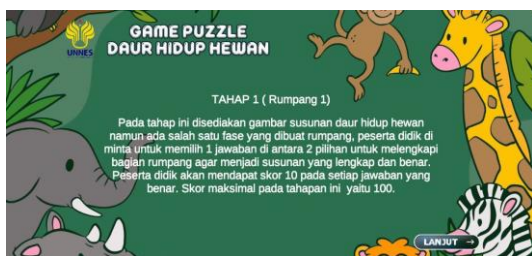 UNNES
GAME PUZZLE
DAUR HIDUP HEWAN
TAHAP 1 ( Rumpang 1)
Pada tahap ini disediakan gambar susunan daur hidup hewan
namun ada salah satu fase yang dibuat rumpang, peserta didik di
minta untuk memilih 1 jawaban di antara 2 pilihan untuk melengkapi
bagian rumpang agar menjadi susunan yang lengkap dan benar.
Peserta didik akan mendapat skor 10 pada setiap jawaban yang
benar. Skor maksimal pada tahapan ini yaitu 100.
LANJUT